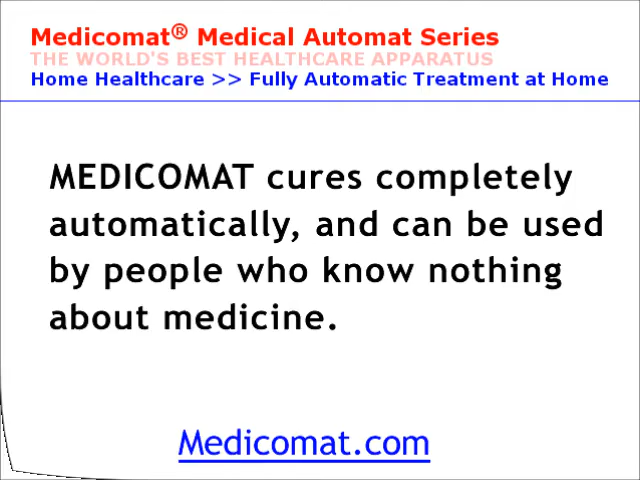 Medicomat® Medical Automat Series
THE WORLD'S BEST HEALTHCARE APPARATUS
Home Healthcare >> Fully Automatic Treatment at Home
MEDICOMAT cures completely
automatically, and can be used
by people who know nothing
about medicine.
Medicomat.com